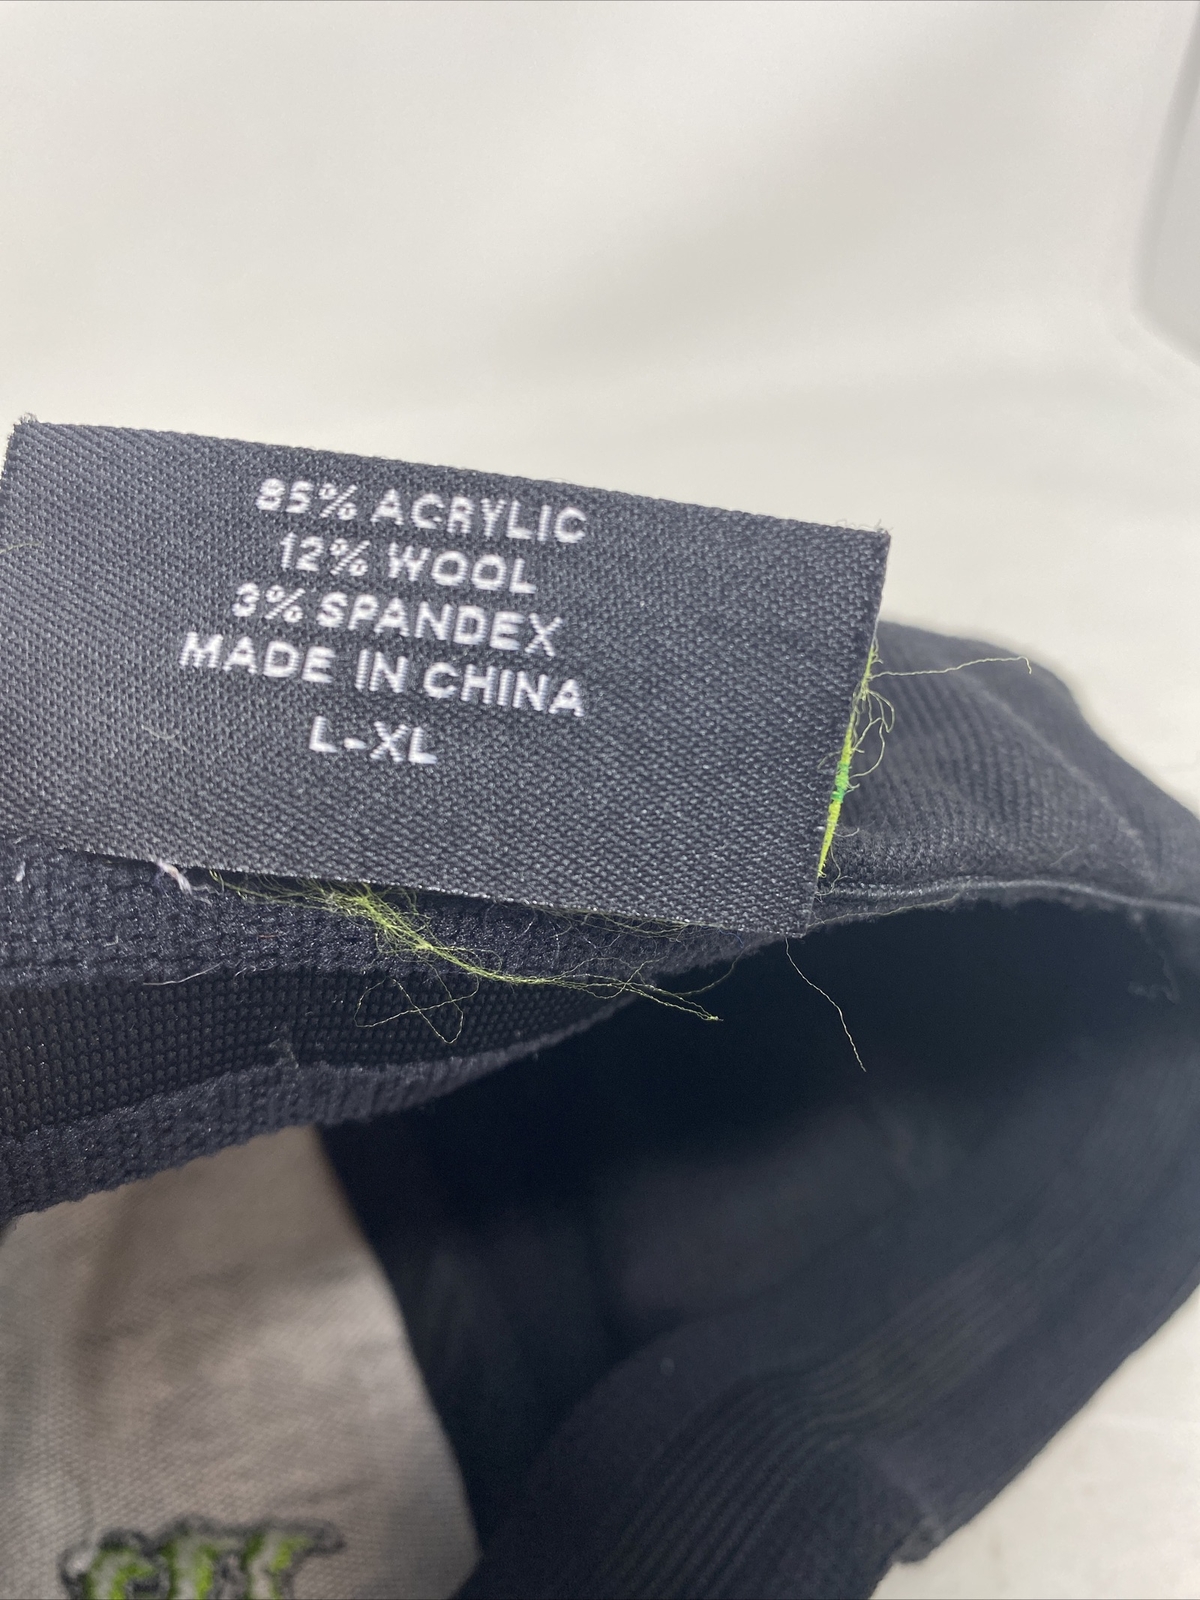 85% ACRYLIC
12% WOOL
3% SPANDEX
MADE IN CHINA
L-XL